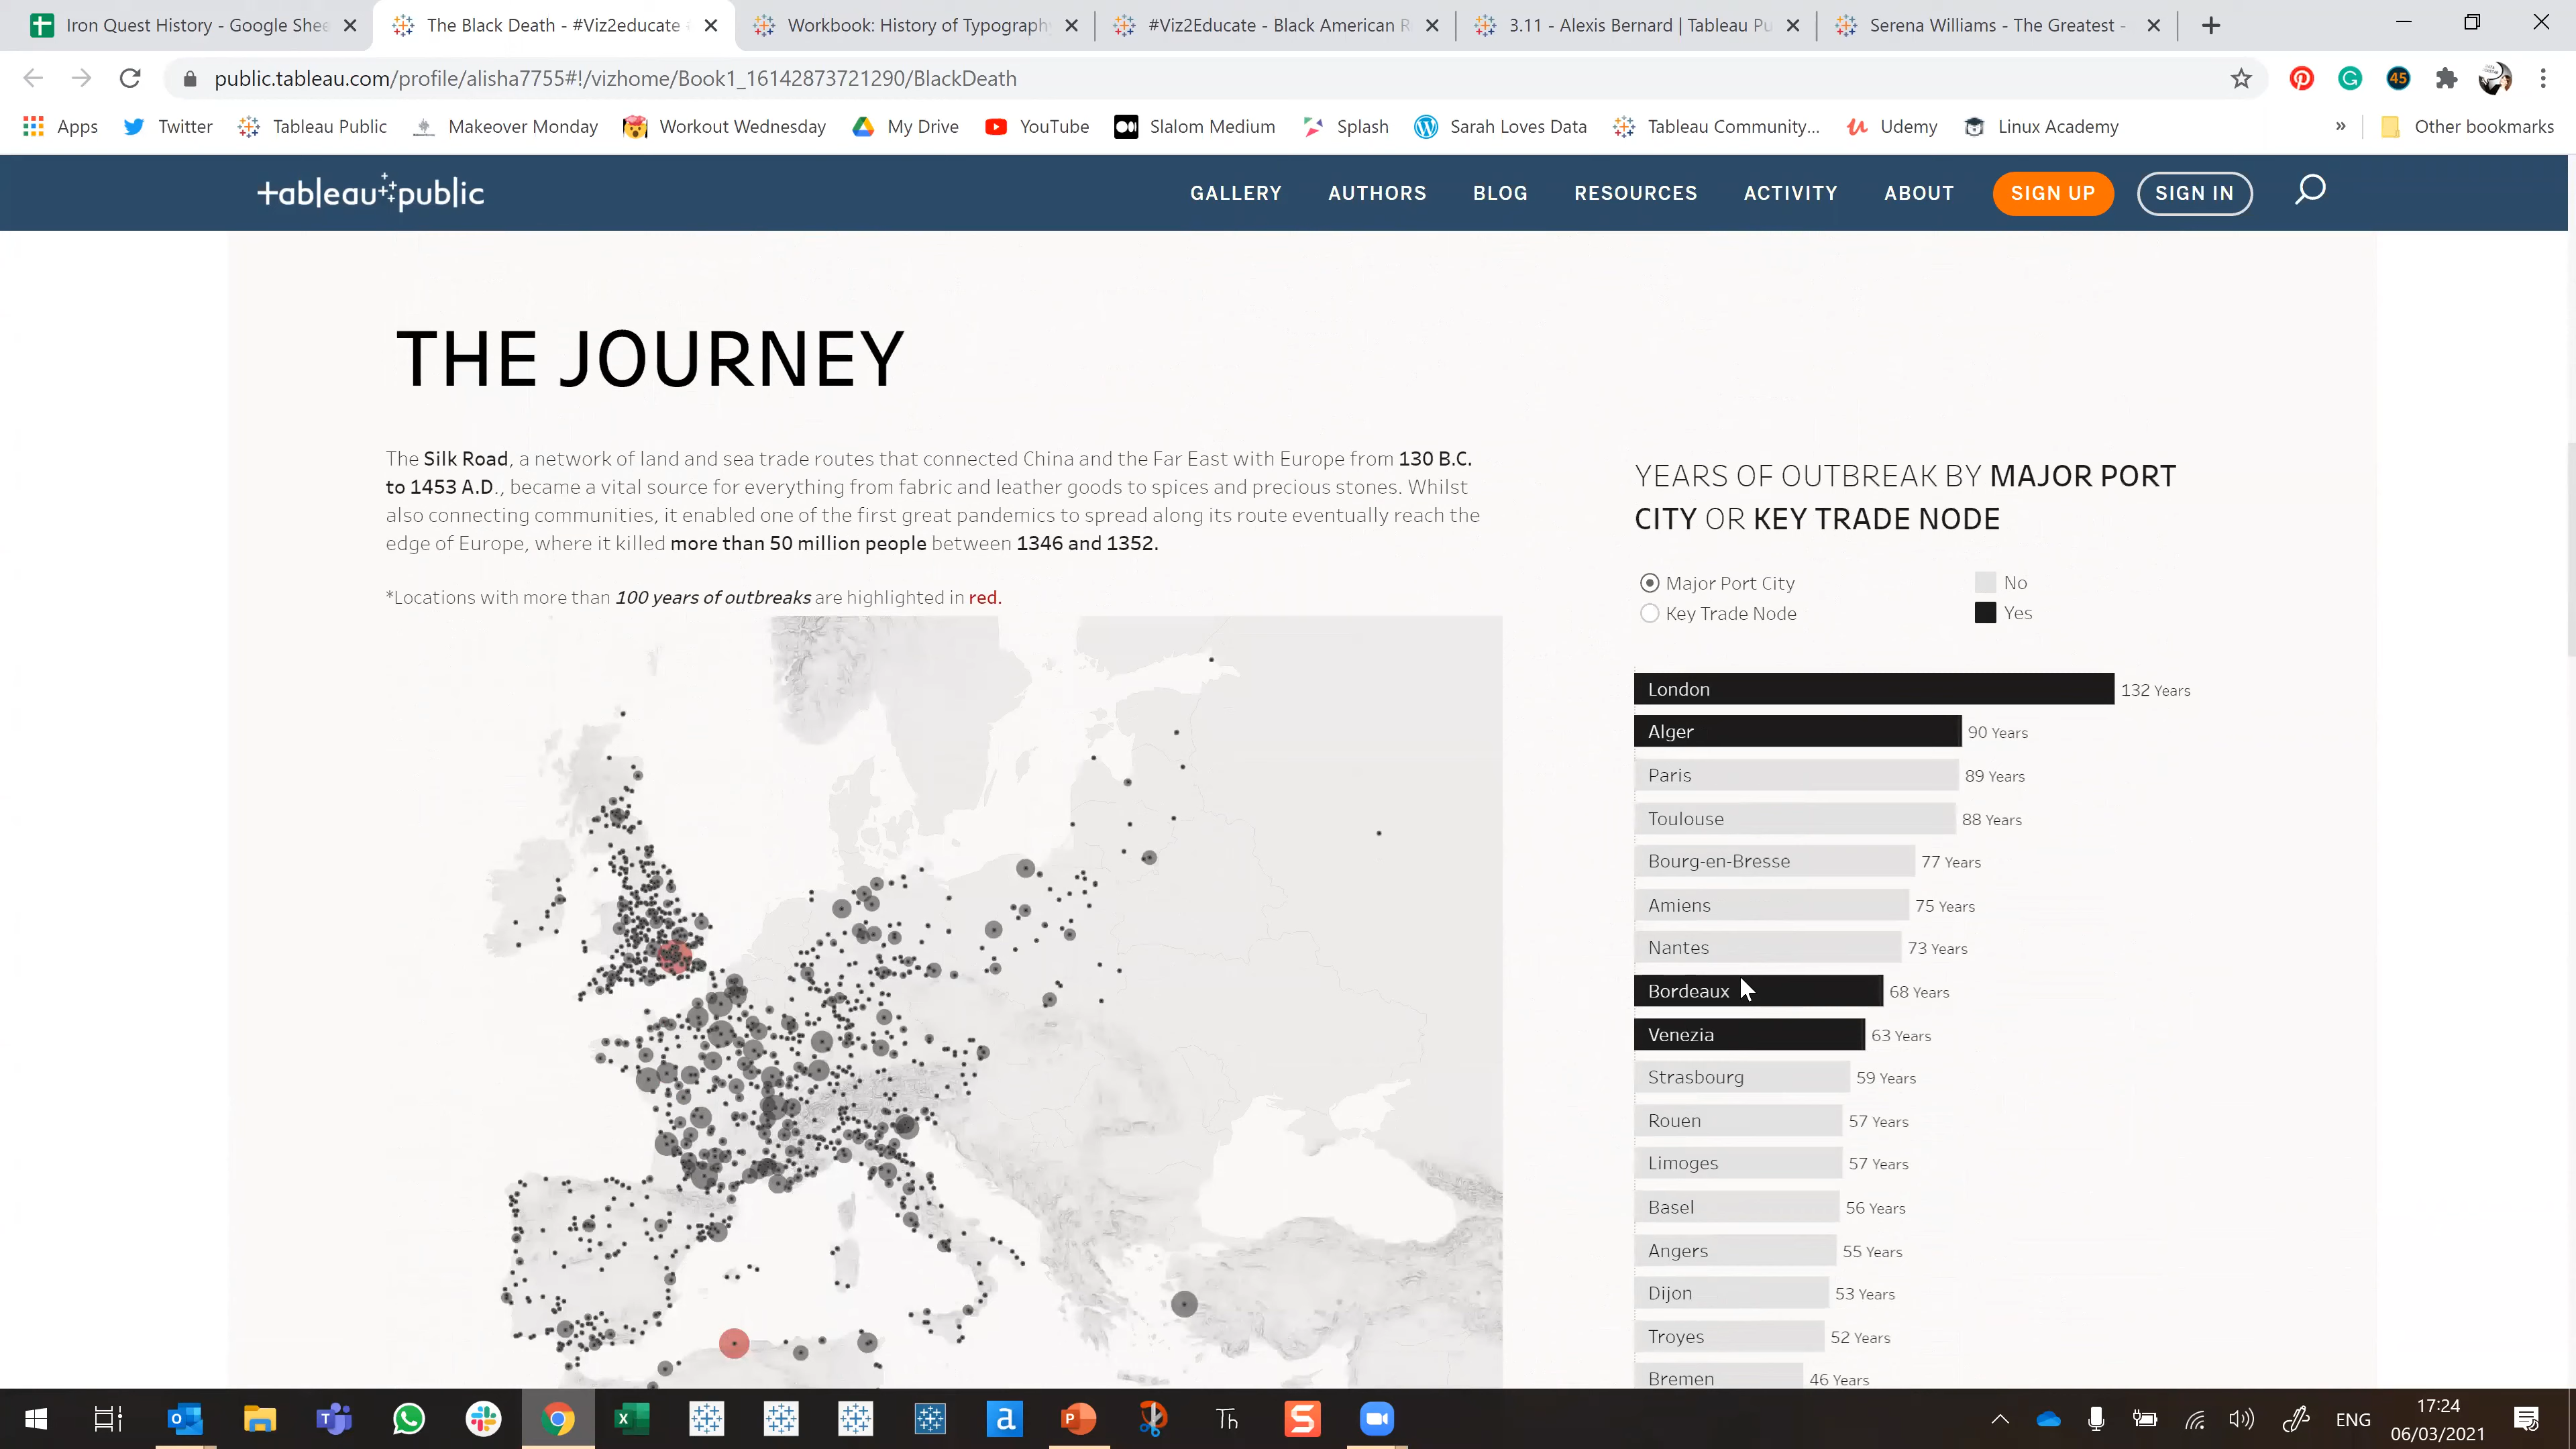 Iron Quest History - Google Shee
The Black Death - #Viz2educate
Workbook: History of Typography
#Viz2Educate - Black American R
3.11 - Alexis Bernard | Tableau Pu
Serena Williams - The Greatest -
public.tableau.com/profile/alisha7755#!/vizhome/Book1_16142873721290/BlackDeath
45
Apps
Twitter
Tableau Public
Makeover Monday
Workout Wednesday
My Drive
YouTube
Slalom Medium
Splash
Sarah Loves Data
Tableau Community...
Udemy
Linux Academy
»
Other bookmarks
tableau public
GALLERY
AUTHORS
BLOG
RESOURCES
ACTIVITY
ABOUT
SIGN UP
SIGN IN
THE JOURNEY
The Silk Road, a network of land and sea trade routes that connected China and the Far East with Europe from 130 B.C.
to 1453 A.D., became a vital source for everything from fabric and leather goods to spices and precious stones. Whilst
also connecting communities, it enabled one of the first great pandemics to spread along its route eventually reach the
edge of Europe, where it killed more than 50 million people between 1346 and 1352.
*Locations with more than 100 years of outbreaks are highlighted in red.
YEARS OF OUTBREAK BY MAJOR PORT
CITY OR KEY TRADE NODE
Major Port City
No
Key Trade Node
Yes
London 132 Years
Alger 90 Years
Paris 89 Years
Toulouse 88 Years
Bourg-en-Bresse 77 Years
Amiens 75 Years
Nantes 73 Years
Bordeaux 68 Years
Venezia 63 Years
Strasbourg 59 Years
Rouen 57 Years
Limoges 57 Years
Basel 56 Years
Angers 55 Years
Dijon 53 Years
Troyes 52 Years
Bremen 46 Years
Th
ENG
17:24
06/03/2021